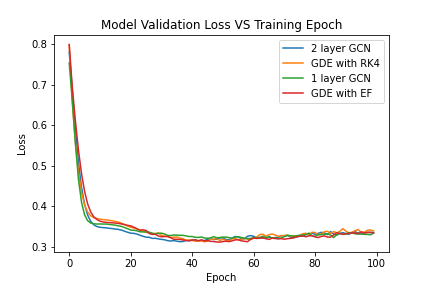 Model Validation Loss VS Training Epoch
2 layer GCN
GDE with RK4
1 layer GCN
GDE with EF
Loss
0.8
0.7
0.6
0.5
0.4
0.3
0 20 40 60 80 100
Epoch